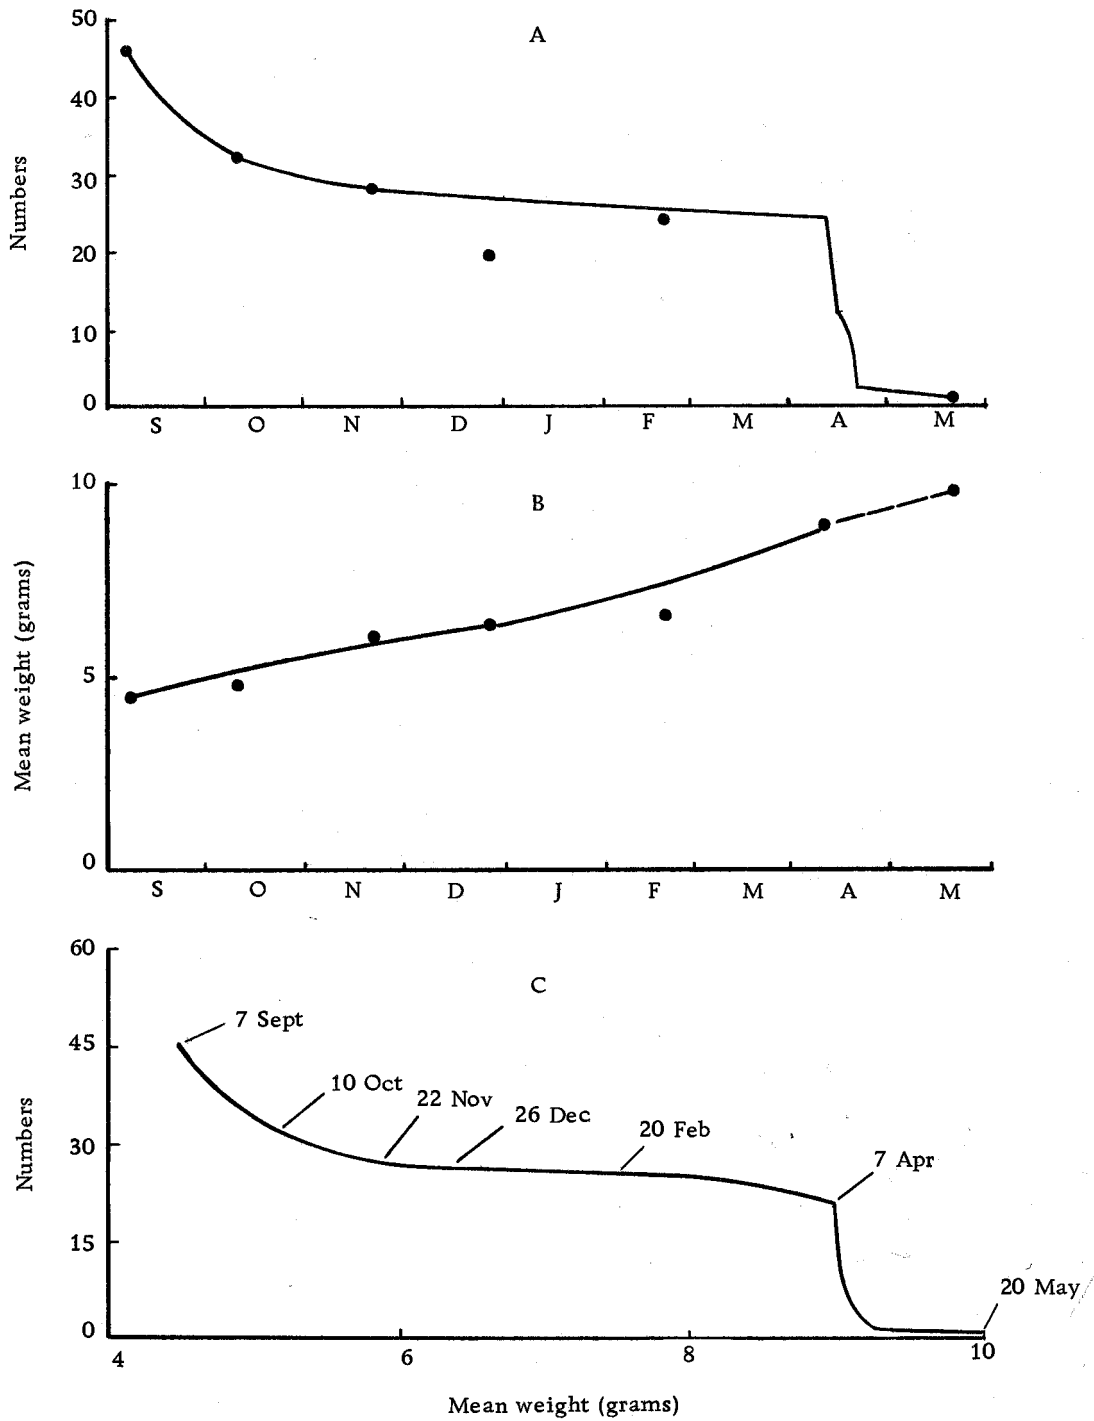 A
50
40
30
20
10
0
Numbers
S O N D J F M A M
B
10
5
0
Mean weight (grams)
S O N D J F M A M
C
60
45
30
15
0
Numbers
7 Sept
10 Oct
22 Nov
26 Dec
20 Feb
7 Apr
20 May
4 6 8 10
Mean weight (grams)